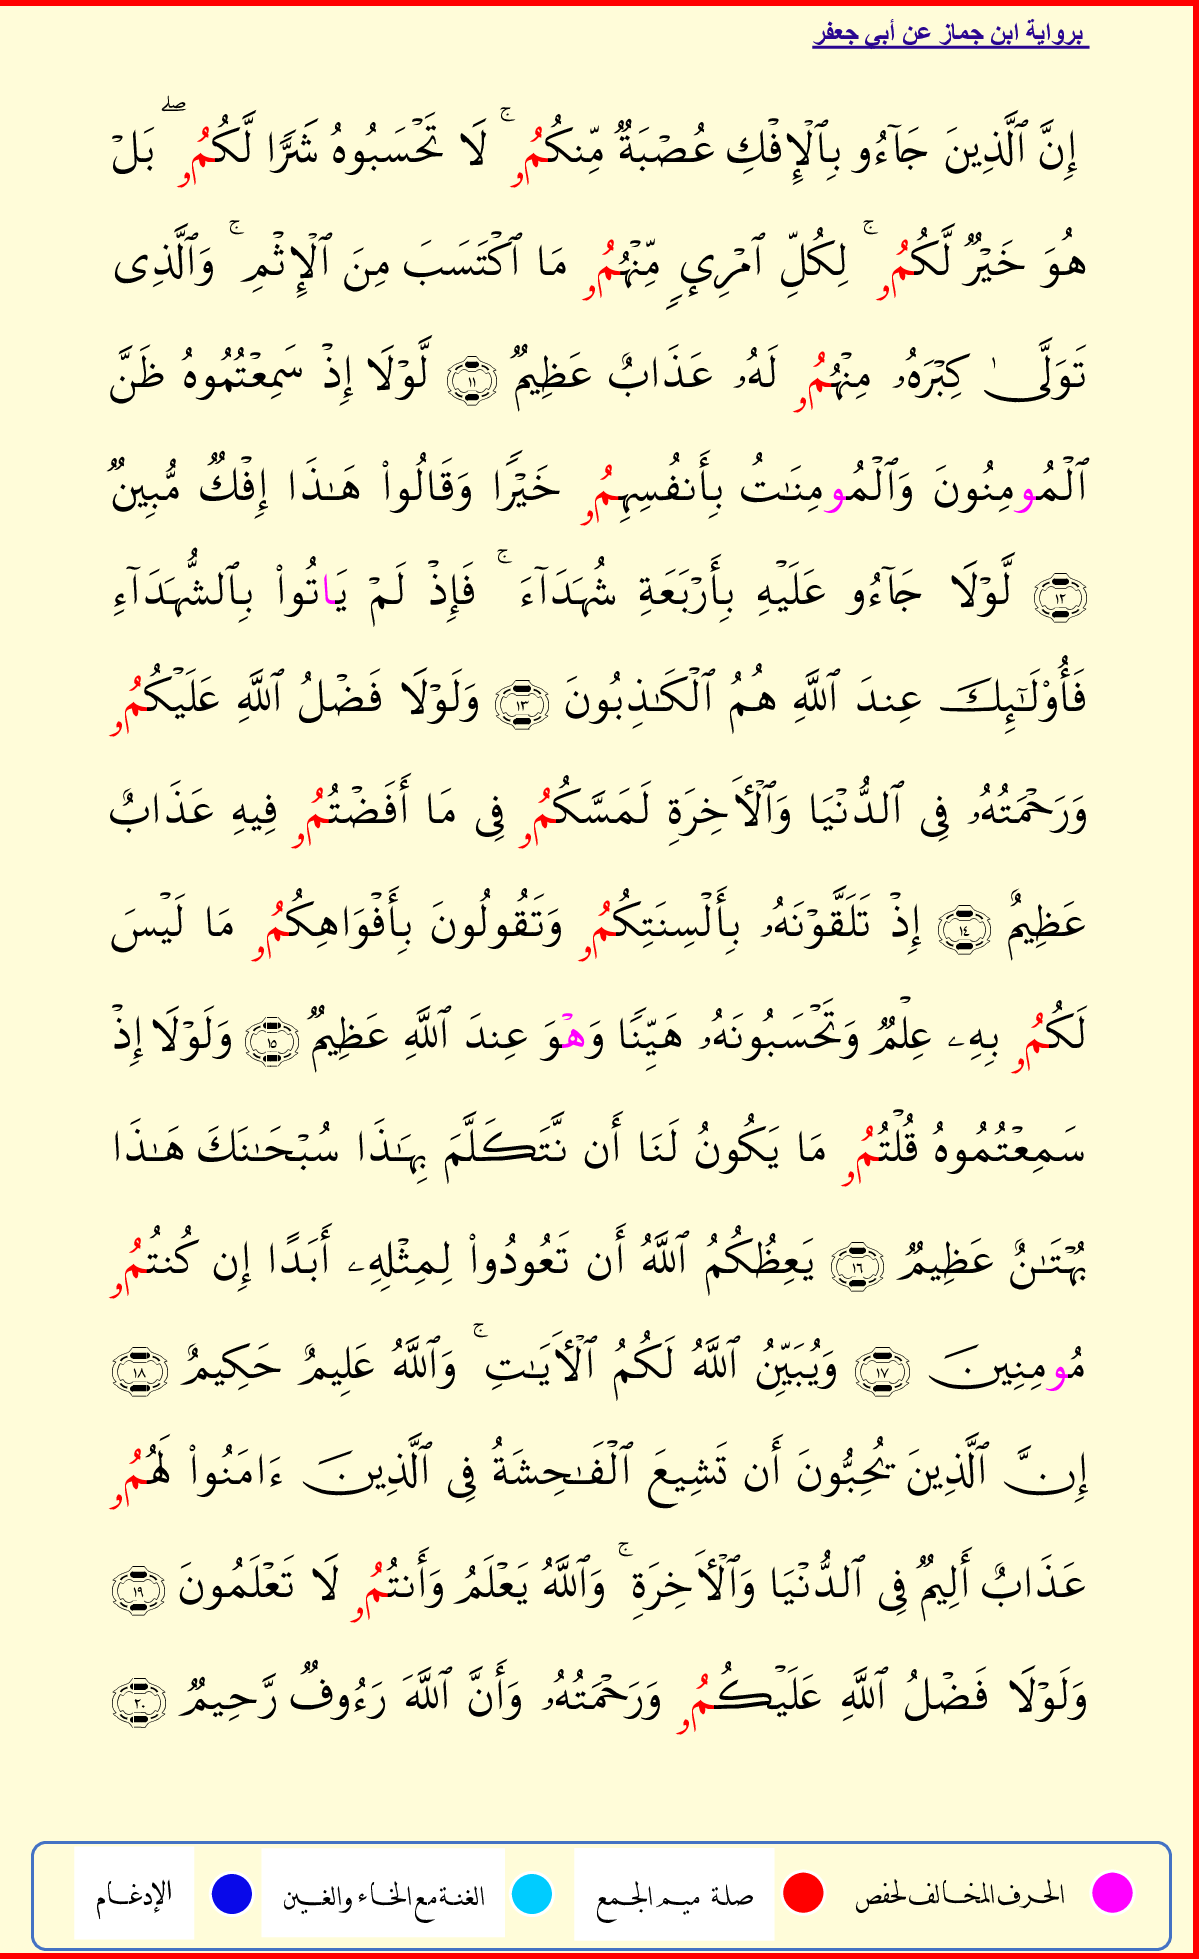 برواية ابن جماز عن أبي جعفر
إِنَّ ٱلَّذِينَ جَآءُو بِٱلْإِفْكِ عُصْبَةٌ مِّنكُمُۥ ۚ لَا تَحْسَبُوهُ شَرًّا لَّكُمُۥ ۖ بَلْ
هُوَ خَيْرٌ لَّكُمُۥ ۚ لِكُلِّ ٱمْرِىٍٕ مِّنْهُمُۥ مَا ٱكْتَسَبَ مِنَ ٱلْإِثْمِ ۚ وَٱلَّذِى
تَوَلَّىٰ كِبْرَهُۥ مِنْهُمُۥ لَهُۥ عَذَابٌ عَظِيمٌ ١١ لَّوْلَا إِذْ سَمِعْتُمُوهُ ظَنَّ
ٱلْمُومِنُونَ وَٱلْمُومِنَـٰتُ بِأَنفُسِهِمُۥ خَيْرًا وَقَالُواْ هَـٰذَا إِفْكٌ مُّبِينٌ
١٢ لَّوْلَا جَآءُو عَلَيْهِ بِأَرْبَعَةِ شُهَدَآءَ ۚ فَإِذْ لَمْ يَاتُواْ بِٱلشُّهَدَآءِ
فَأُوْلَـٰٓئِكَ عِندَ ٱللَّهِ هُمُ ٱلْكَـٰذِبُونَ ١٣ وَلَوْلَا فَضْلُ ٱللَّهِ عَلَيْكُمُۥ
وَرَحْمَتُهُۥ فِى ٱلدُّنْيَا وَٱلْأَخِرَةِ لَمَسَّكُمُۥ فِى مَا أَفَضْتُمُۥ فِيهِ عَذَابٌ
عَظِيمٌ ١٤ إِذْ تَلَقَّوْنَهُۥ بِأَلْسِنَتِكُمُۥ وَتَقُولُونَ بِأَفْوَاهِكُمُۥ مَا لَيْسَ
لَكُمُۥ بِهِۦ عِلْمٌ وَتَحْسَبُونَهُۥ هَيِّنًا وَهْوَ عِندَ ٱللَّهِ عَظِيمٌ ١٥ وَلَوْلَا إِذْ
سَمِعْتُمُوهُ قُلْتُمُۥ مَا يَكُونُ لَنَا أَن نَّتَكَلَّمَ بِهَـٰذَا سُبْحَـٰنَكَ هَـٰذَا
بُهْتَـٰنٌ عَظِيمٌ ١٦ يَعِظُكُمُ ٱللَّهُ أَن تَعُودُواْ لِمِثْلِهِۦ أَبَدًا إِن كُنتُمُۥ
مُومِنِينَ ١٧ وَيُبَيِّنُ ٱللَّهُ لَكُمُ ٱلْأَيَـٰتِ ۚ وَٱللَّهُ عَلِيمٌ حَكِيمٌ ١٨
إِنَّ ٱلَّذِينَ يُحِبُّونَ أَن تَشِيعَ ٱلْفَـٰحِشَةُ فِى ٱلَّذِينَ ءَامَنُواْ لَهُمُۥ
عَذَابٌ أَلِيمٌ فِى ٱلدُّنْيَا وَٱلْأَخِرَةِ ۚ وَٱللَّهُ يَعْلَمُ وَأَنتُمُۥ لَا تَعْلَمُونَ ١٩
وَلَوْلَا فَضْلُ ٱللَّهِ عَلَيْكُمُۥ وَرَحْمَتُهُۥ وَأَنَّ ٱللَّهَ رَءُوفٌ رَّحِيمٌ ٢٠
الحرف المخالف لحفص صلة ميم الجمع الغنة مع الخاء والغين الإدغام